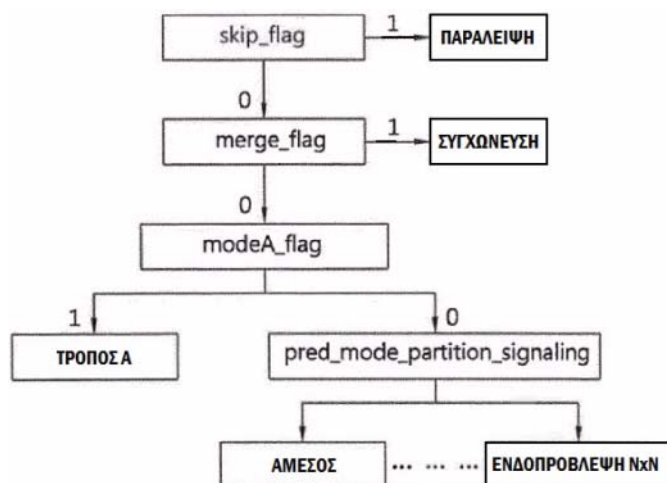 skip_flag
1
ΠΑΡΑΛΕΙΨΗ
0
merge_flag
1
ΣΥΓΧΩΝΕΥΣΗ
0
modeA_flag
1
0
ΤΡΟΠΟΣ Α
pred_mode_partition_signaling
ΑΜΕΣΟΣ
... ... ...
ΕΝΔΟΠΡΟΒΛΕΨΗ NxN